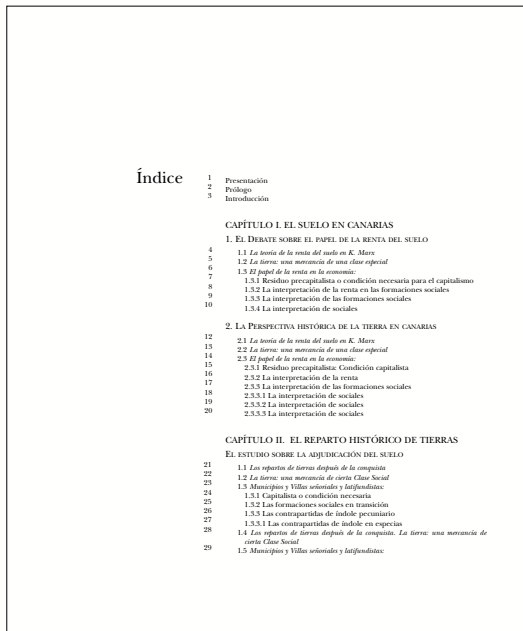 Índice
1 Presentación
2 Prólogo
3 Introducción
CAPÍTULO I. EL SUELO EN CANARIAS
1. EL DEBATE SOBRE EL PAPEL DE LA RENTA DEL SUELO
4 1.1 La teoría de la renta del suelo en K. Marx
5 1.2 La tierra: una mercancía de una clase especial
6 1.3 El papel de la renta en la economía:
7 1.3.1 Residuo precapitalista o condición necesaria para el capitalismo
8 1.3.2 La interpretación de la renta en las formaciones sociales
9 1.3.3 La interpretación de las formaciones sociales
10 1.3.4 La interpretación de sociales
2. LA PERSPECTIVA HISTÓRICA DE LA TIERRA EN CANARIAS
12 2.1 La teoría de la renta del suelo en K. Marx
13 2.2 La tierra: una mercancía de una clase especial
14 2.3 El papel de la renta en la economía:
15 2.3.1 Residuo precapitalista: Condición capitalista
16 2.3.2 La interpretación de la renta
17 2.3.3 La interpretación de las formaciones sociales
18 2.3.3.1 La interpretación de sociales
19 2.3.3.2 La interpretación de sociales
20 2.3.3.3 La interpretación de sociales
CAPÍTULO II. EL REPARTO HISTÓRICO DE TIERRAS
EL ESTUDIO SOBRE LA ADJUDICACIÓN DEL SUELO
21 1.1 Los repartos de tierras después de la conquista
22 1.2 La tierra: una mercancía de cierta Clase Social
23 1.3 Municipios y Villas señoriales y latifundistas:
24 1.3.1 Capitalista o condición necesaria
25 1.3.2 Las formaciones sociales en transición
26 1.3.3 Las contrapartidas de índole pecuniario
27 1.3.3.1 Las contrapartidas de índole en especias
28 1.4 Los repartos de tierras después de la conquista. La tierra: una mercancía de
cierta Clase Social
29 1.5 Municipios y Villas señoriales y latifundistas: